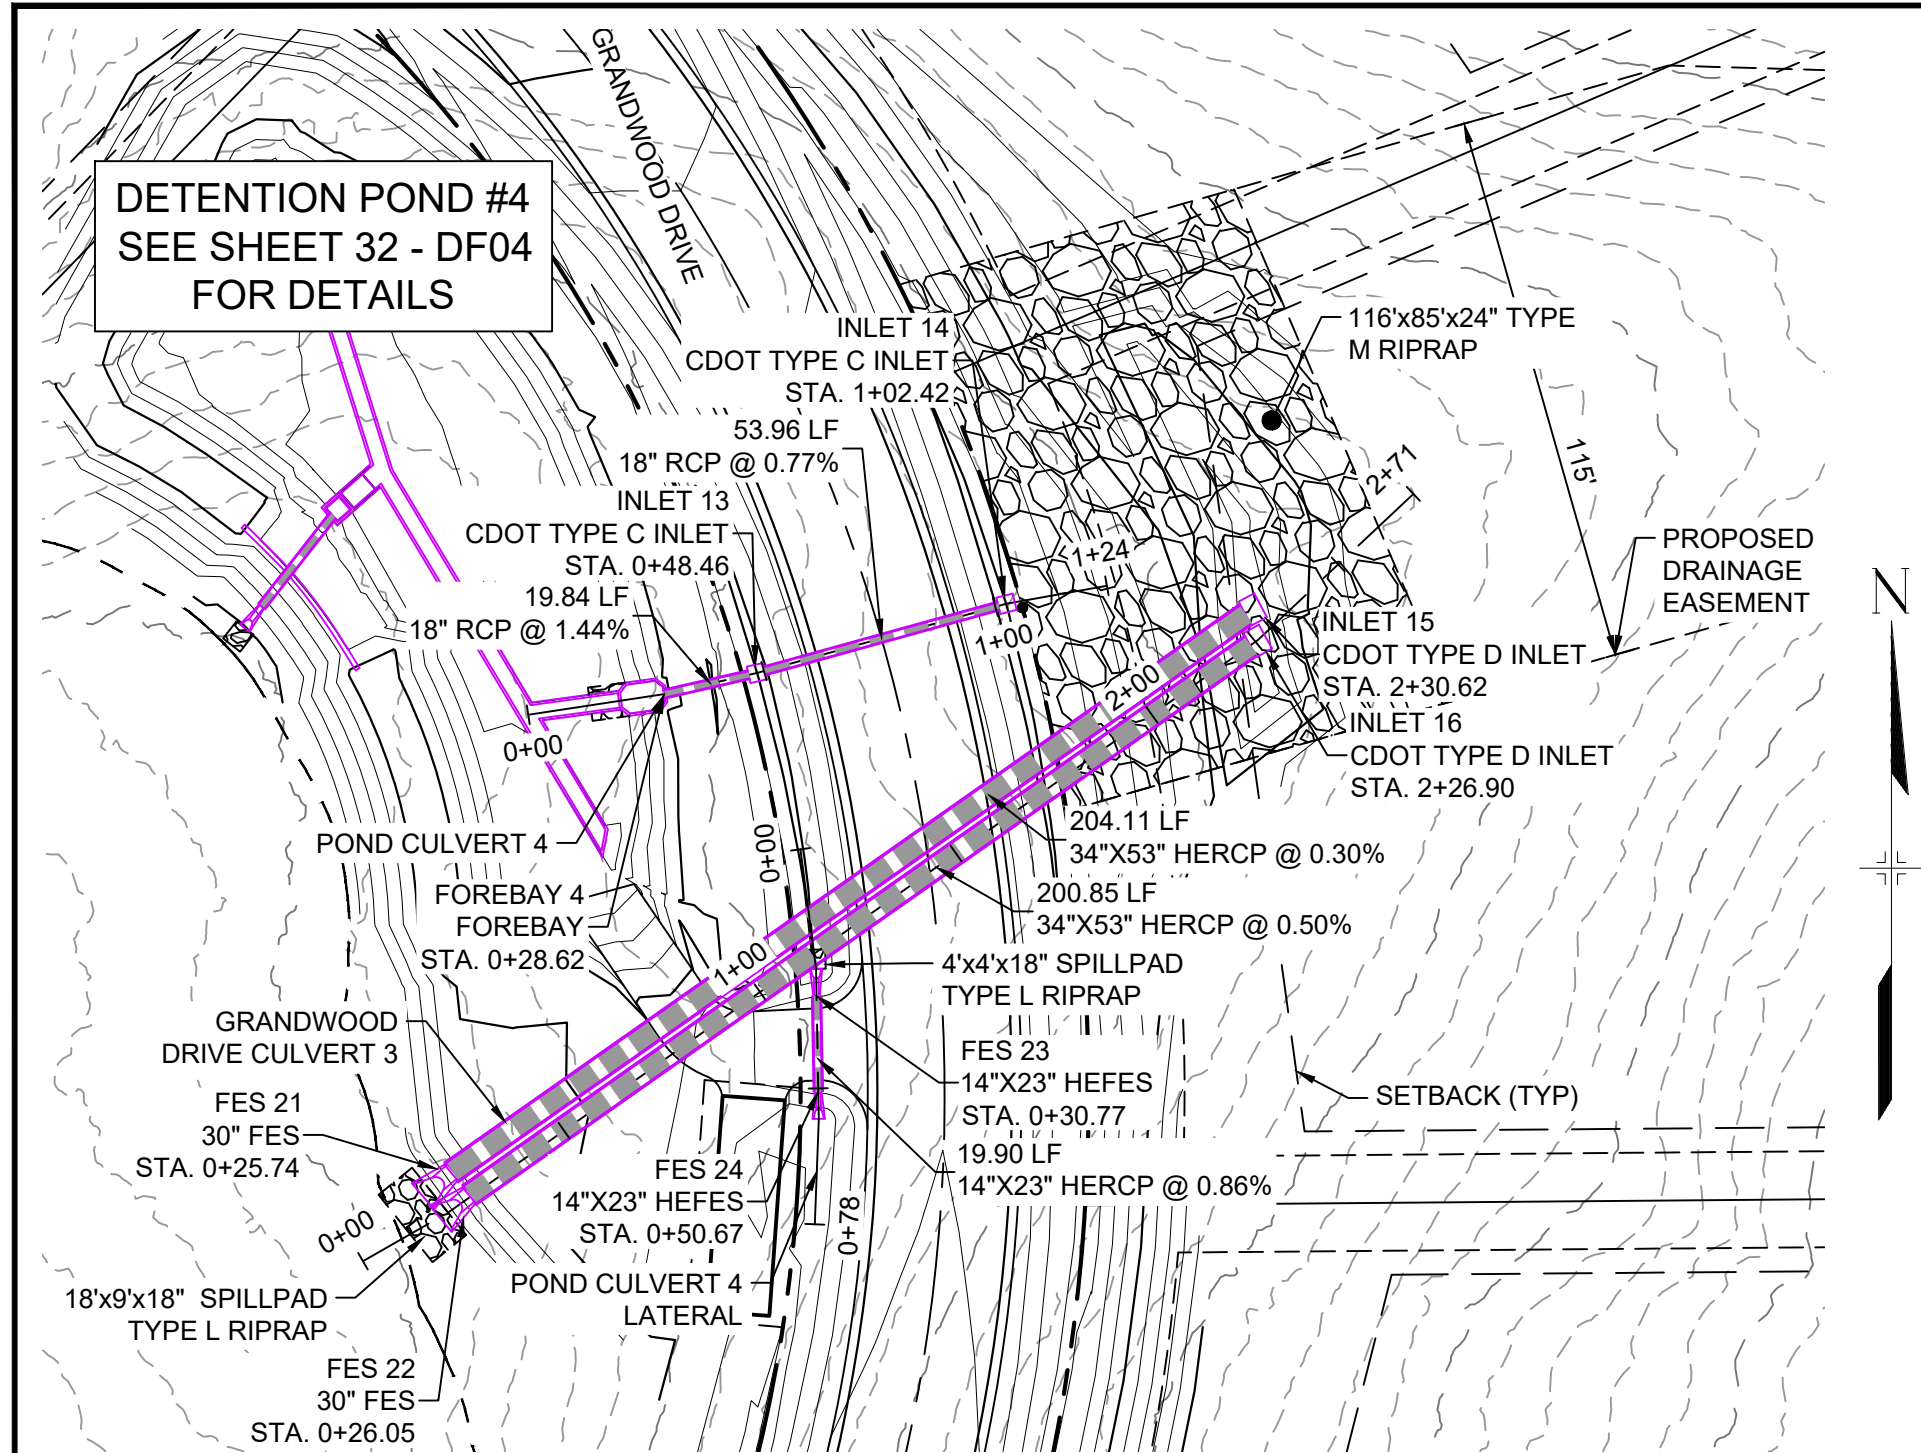 GRANDWOOD DRIVE
DETENTION POND #4
SEE SHEET 32 - DF04
FOR DETAILS
INLET 14
CDOT TYPE C INLET
STA. 1+02.42
53.96 LF
18" RCP @ 0.77%
INLET 13
CDOT TYPE C INLET
STA. 0+48.46
19.84 LF
18" RCP @ 1.44%
116'x85'x24" TYPE
M RIPRAP
115'
2+71
1+24
1+00
2+00
PROPOSED
DRAINAGE
EASEMENT
N
INLET 15
CDOT TYPE D INLET
STA. 2+30.62
INLET 16
CDOT TYPE D INLET
STA. 2+26.90
0+00
0+00
POND CULVERT 4
204.11 LF
34"X53" HERCP @ 0.30%
200.85 LF
34"X53" HERCP @ 0.50%
FOREBAY 4
FOREBAY
STA. 0+28.62
1+00
4'x4'x18" SPILLPAD
TYPE L RIPRAP
GRANDWOOD
DRIVE CULVERT 3
FES 23
14"X23" HEFES
STA. 0+30.77
SETBACK (TYP)
FES 21
30" FES
STA. 0+25.74
19.90 LF
14"X23" HERCP @ 0.86%
FES 24
14"X23" HEFES
STA. 0+50.67
0+00
0+78
POND CULVERT 4
LATERAL
18'x9'x18" SPILLPAD
TYPE L RIPRAP
FES 22
30" FES
STA. 0+26.05